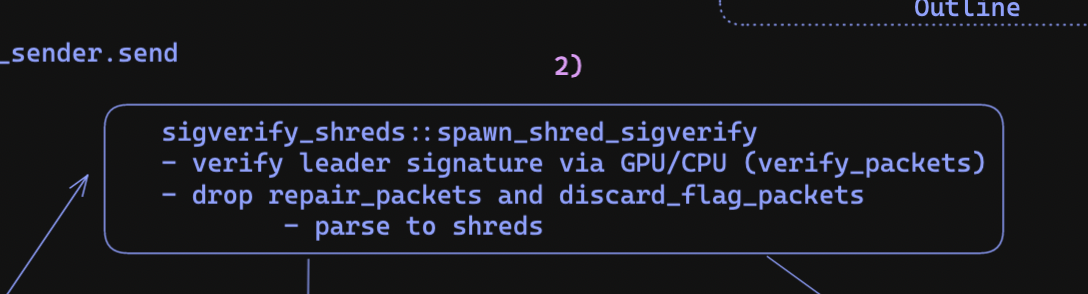 Outline
_sender.send
2)
sigverify_shreds::spawn_shred_sigverify
- verify leader signature via GPU/CPU (verify_packets)
- drop repair_packets and discard_flag_packets
- parse to shreds